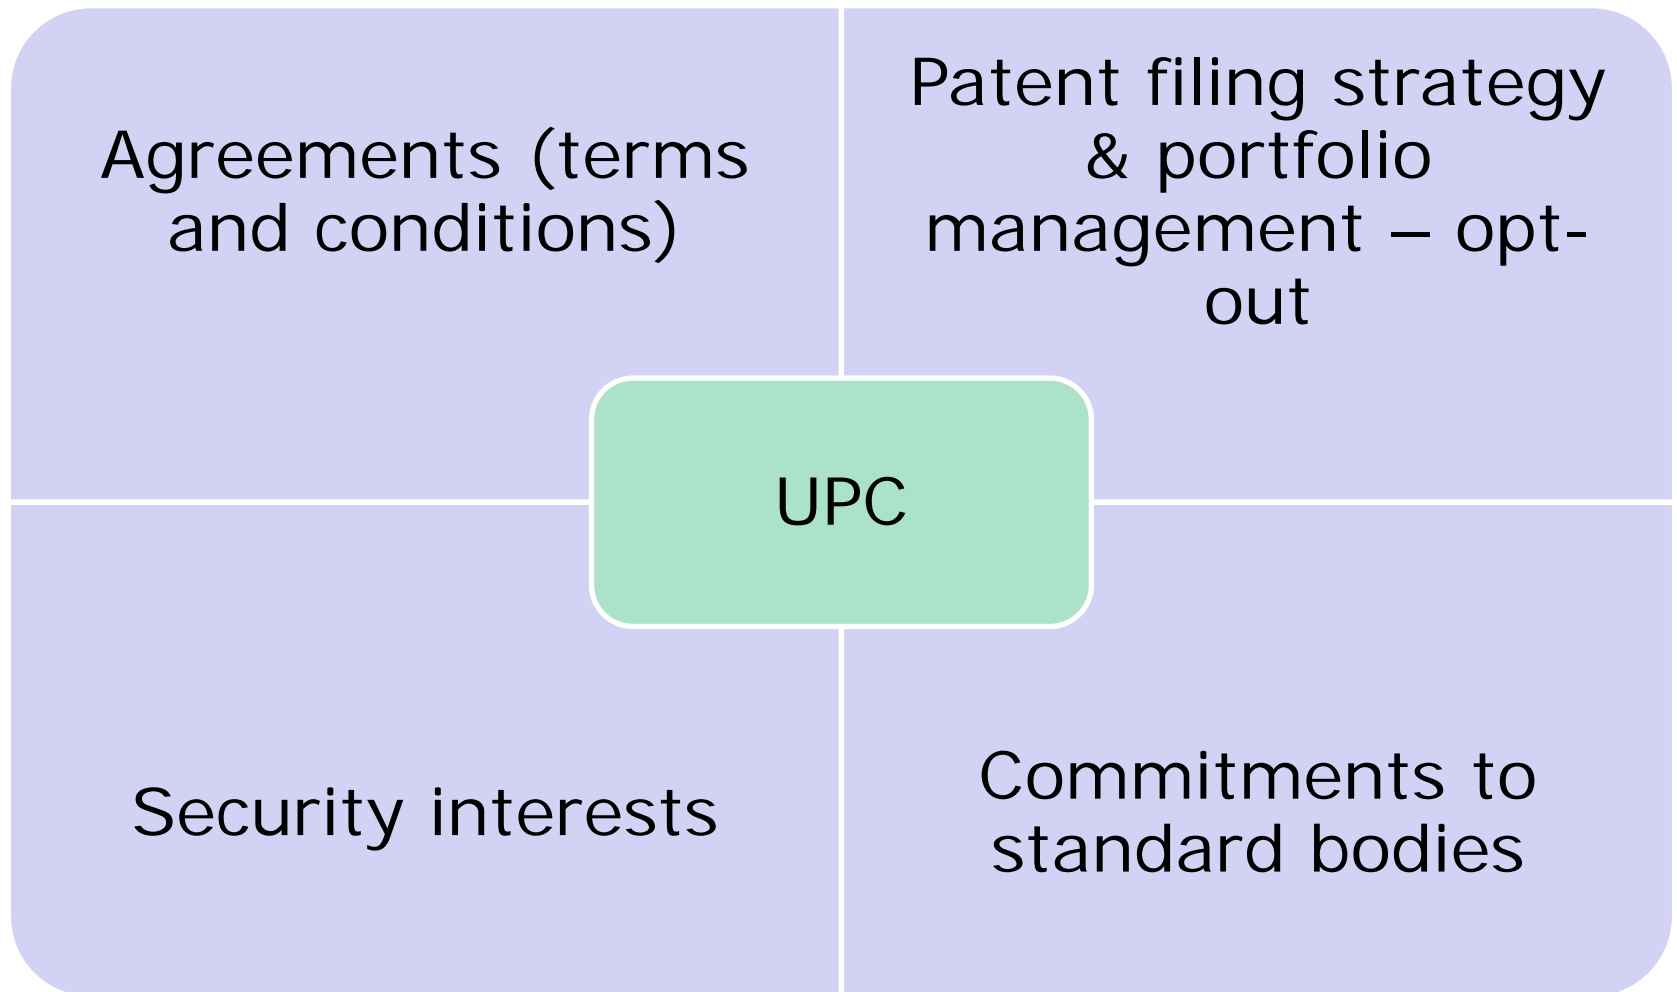 Agreements (terms
and conditions)
Patent filing strategy
& portfolio
management – opt-
out
UPC
Security interests
Commitments to
standard bodies